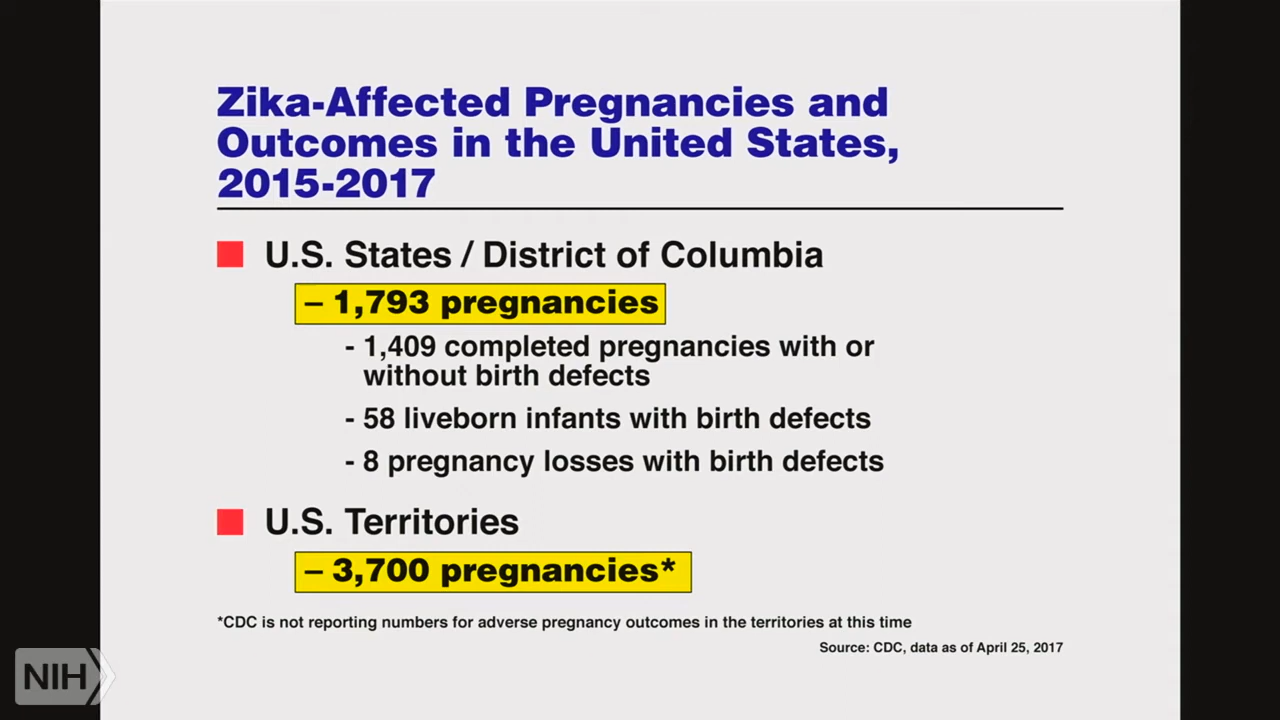 Zika-Affected Pregnancies and
Outcomes in the United States,
2015-2017
U.S. States / District of Columbia
– 1,793 pregnancies
- 1,409 completed pregnancies with or
without birth defects
- 58 liveborn infants with birth defects
- 8 pregnancy losses with birth defects
U.S. Territories
– 3,700 pregnancies*
*CDC is not reporting numbers for adverse pregnancy outcomes in the territories at this time
Source: CDC, data as of April 25, 2017
NIH